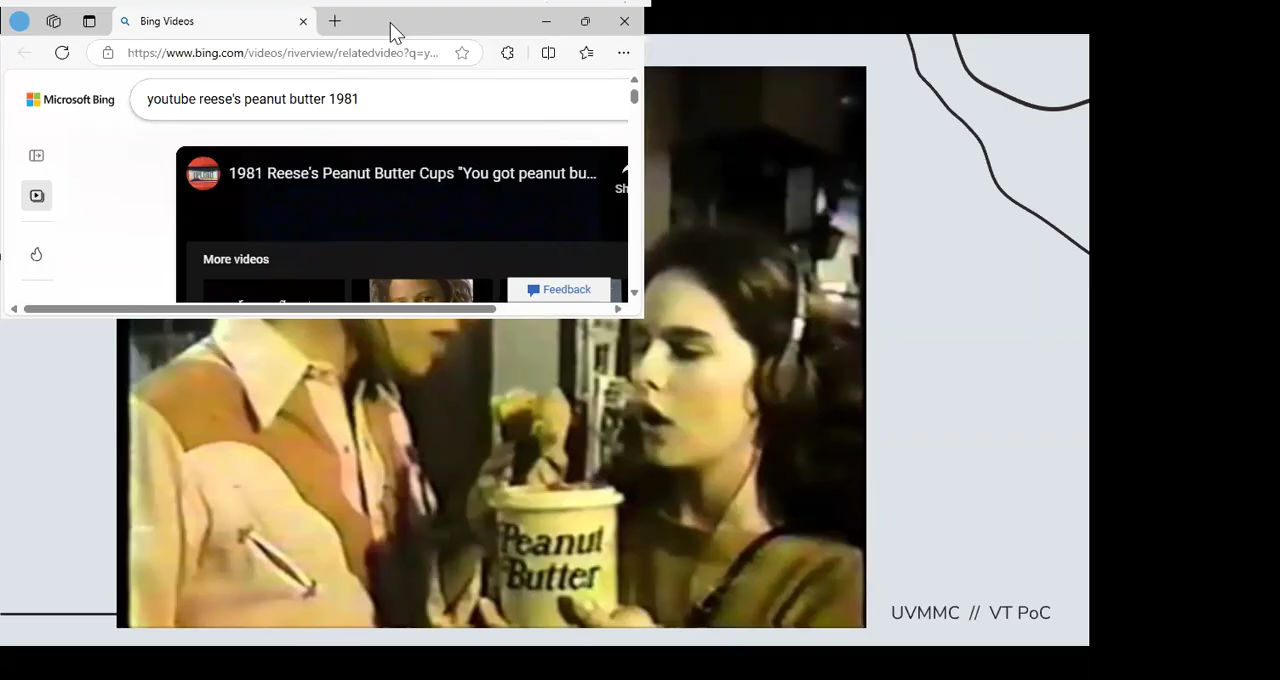 Bing Videos
https://www.bing.com/videos/riverview/relatedvideo?q=y...
Microsoft Bing
youtube reese's peanut butter 1981
1981 Reese's Peanut Butter Cups "You got peanut bu...
Sh
More videos
Feedback
Peanut
Butter
UVMMC // VT PoC